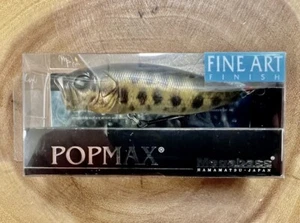 FINE ART
FINISH
POPMAX®
Megabass®
HAMAMATSU·JAPAN